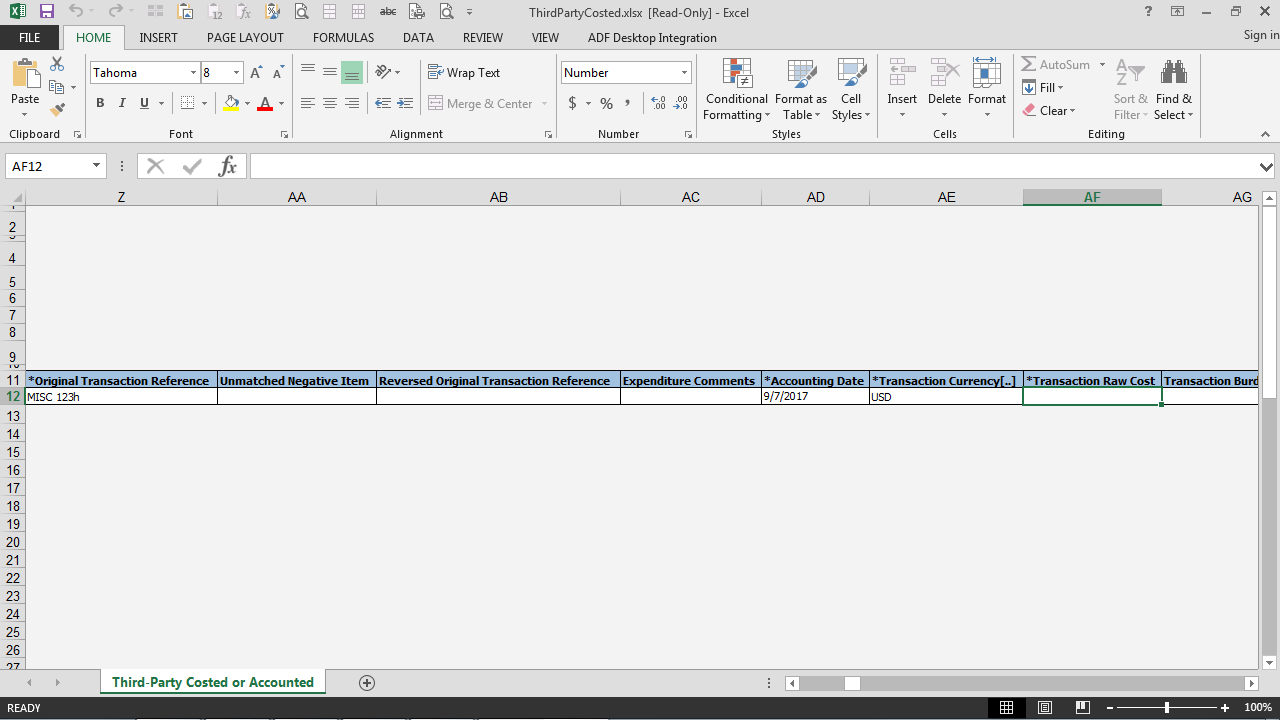 ThirdPartyCosted.xlsx [Read-Only] - Excel
?
Sign in
FILE HOME INSERT PAGE LAYOUT FORMULAS DATA REVIEW VIEW ADF Desktop Integration
Paste
Clipboard
Tahoma 8
B I U
Font
Wrap Text
Merge & Center
Alignment
Number
$ % ,
Number
Conditional Formatting
Format as Table
Cell Styles
Styles
Insert Delete Format
Cells
AutoSum
Fill
Clear
Sort & Filter
Find & Select
Editing
AF12 fx
Z AA AB AC AD AE AF AG
2
4
5
6
7
8
9
11 *Original Transaction Reference Unmatched Negative Item Reversed Original Transaction Reference Expenditure Comments *Accounting Date *Transaction Currency[..] *Transaction Raw Cost Transaction Burd
12 MISC 123h 9/7/2017 USD
13
14
15
16
17
18
19
20
21
22
23
24
25
26
27
Third-Party Costed or Accounted
READY 100%